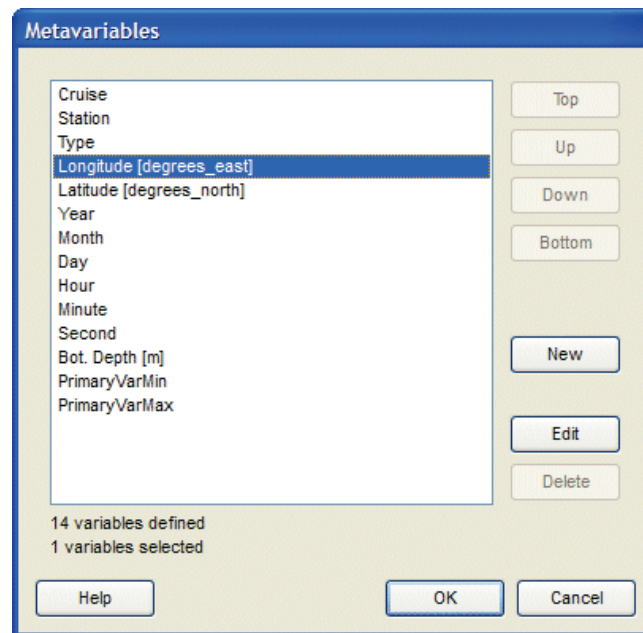 Metavariables
Cruise
Station
Type
Longitude [degrees_east]
Latitude [degrees_north]
Year
Month
Day
Hour
Minute
Second
Bot. Depth [m]
PrimaryVarMin
PrimaryVarMax
Top
Up
Down
Bottom
New
Edit
Delete
14 variables defined
1 variables selected
Help
OK
Cancel